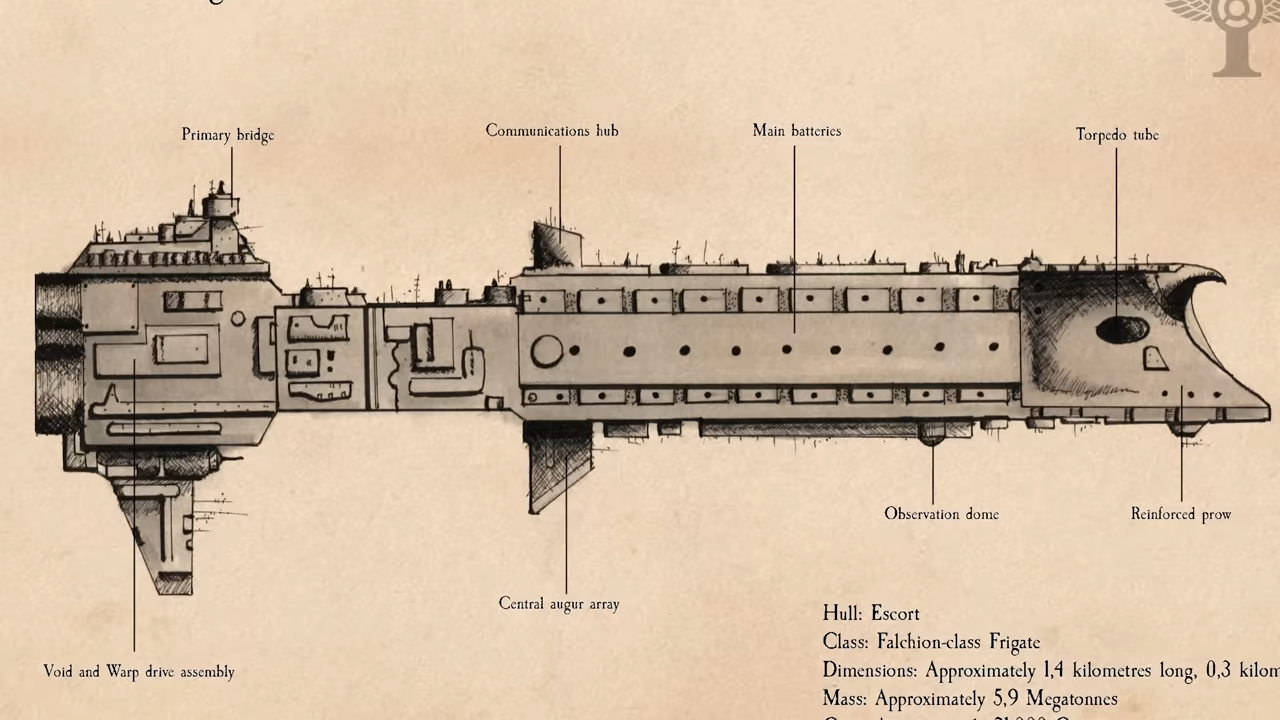 Primary bridge
Communications hub
Main batteries
Torpedo tube
Observation dome
Reinforced prow
Central augur array
Void and Warp drive assembly
Hull: Escort
Class: Falchion-class Frigate
Dimensions: Approximately 1,4 kilometres long, 0,3
Mass: Approximately 5,9 Megatonnes